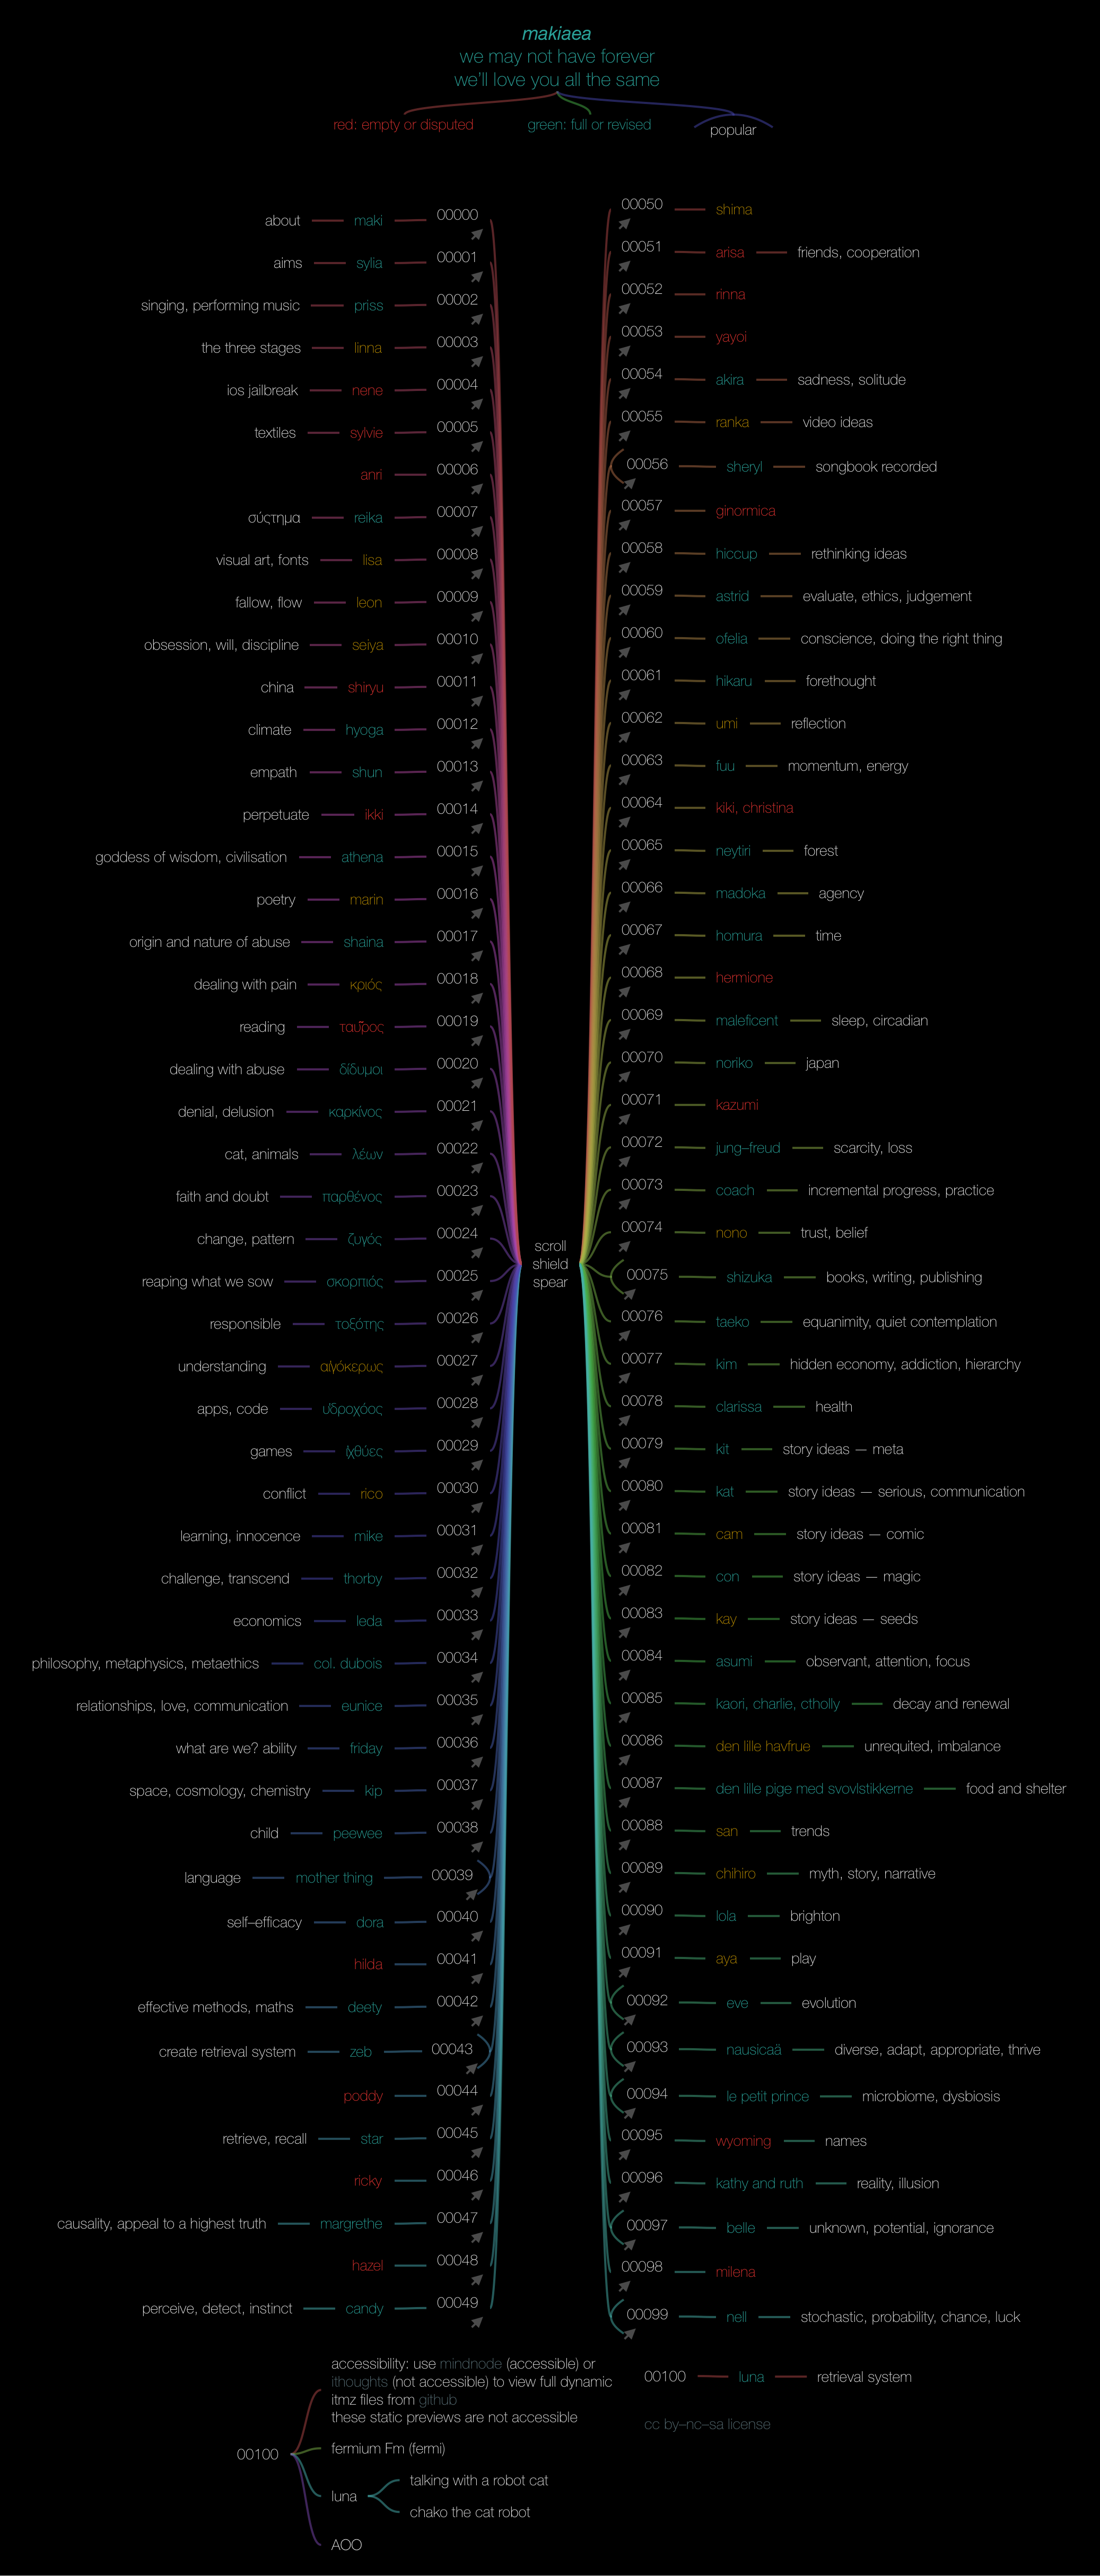 makiaea
we may not have forever
we'll love you all the same
red: empty or disputed
green: full or revised
popular
about maki 00000
aims sylia 00001
singing, performing music priss 00002
the three stages linna 00003
ios jailbreak nene 00004
textiles sylvie 00005
anri 00006
σύςτημα reika 00007
visual art, fonts lisa 00008
fallow, flow leon 00009
obsession, will, discipline seiya 00010
china shiryu 00011
climate hyoga 00012
empath shun 00013
perpetuate ikki 00014
goddess of wisdom, civilisation athena 00015
poetry marin 00016
origin and nature of abuse shaina 00017
dealing with pain κριός 00018
reading ταῦρος 00019
dealing with abuse δίδυμοι 00020
denial, delusion καρκίνος 00021
cat, animals λέων 00022
faith and doubt παρθένος 00023
change, pattern ζυγός 00024
reaping what we sow σκορπιός 00025
responsible τοξότης 00026
understanding αἰγόκερως 00027
apps, code ὑδροχόος 00028
games ἰχθύες 00029
conflict rico 00030
learning, innocence mike 00031
challenge, transcend thorby 00032
economics leda 00033
philosophy, metaphysics, metaethics col. dubois 00034
relationships, love, communication eunice 00035
what are we? ability friday 00036
space, cosmology, chemistry kip 00037
child peewee 00038
language mother thing 00039
self–efficacy dora 00040
hilda 00041
effective methods, maths deety 00042
create retrieval system zeb 00043
poddy 00044
retrieve, recall star 00045
ricky 00046
causality, appeal to a highest truth margrethe 00047
hazel 00048
perceive, detect, instinct candy 00049
scroll
shield
spear
00050 shima
00051 arisa friends, cooperation
00052 rinna
00053 yayoi
00054 akira sadness, solitude
00055 ranka video ideas
00056 sheryl songbook recorded
00057 ginormica
00058 hiccup rethinking ideas
00059 astrid evaluate, ethics, judgement
00060 ofelia conscience, doing the right thing
00061 hikaru forethought
00062 umi reflection
00063 fuu momentum, energy
00064 kiki, christina
00065 neytiri forest
00066 madoka agency
00067 homura time
00068 hermione
00069 maleficent sleep, circadian
00070 noriko japan
00071 kazumi
00072 jung–freud scarcity, loss
00073 coach incremental progress, practice
00074 nono trust, belief
00075 shizuka books, writing, publishing
00076 taeko equanimity, quiet contemplation
00077 kim hidden economy, addiction, hierarchy
00078 clarissa health
00079 kit story ideas — meta
00080 kat story ideas — serious, communication
00081 cam story ideas — comic
00082 con story ideas — magic
00083 kay story ideas — seeds
00084 asumi observant, attention, focus
00085 kaori, charlie, ctholly decay and renewal
00086 den lille havfrue unrequited, imbalance
00087 den lille pige med svovlstikkerne food and shelter
00088 san trends
00089 chihiro myth, story, narrative
00090 lola brighton
00091 aya play
00092 eve evolution
00093 nausicaä diverse, adapt, appropriate, thrive
00094 le petit prince microbiome, dysbiosis
00095 wyoming names
00096 kathy and ruth reality, illusion
00097 belle unknown, potential, ignorance
00098 milena
00099 nell stochastic, probability, chance, luck
00100 luna retrieval system
cc by–nc–sa license
00100
accessibility: use mindnode (accessible) or
ithoughts (not accessible) to view full dynamic
itmz files from github
these static previews are not accessible
fermium Fm (fermi)
luna
talking with a robot cat
chako the cat robot
AOO